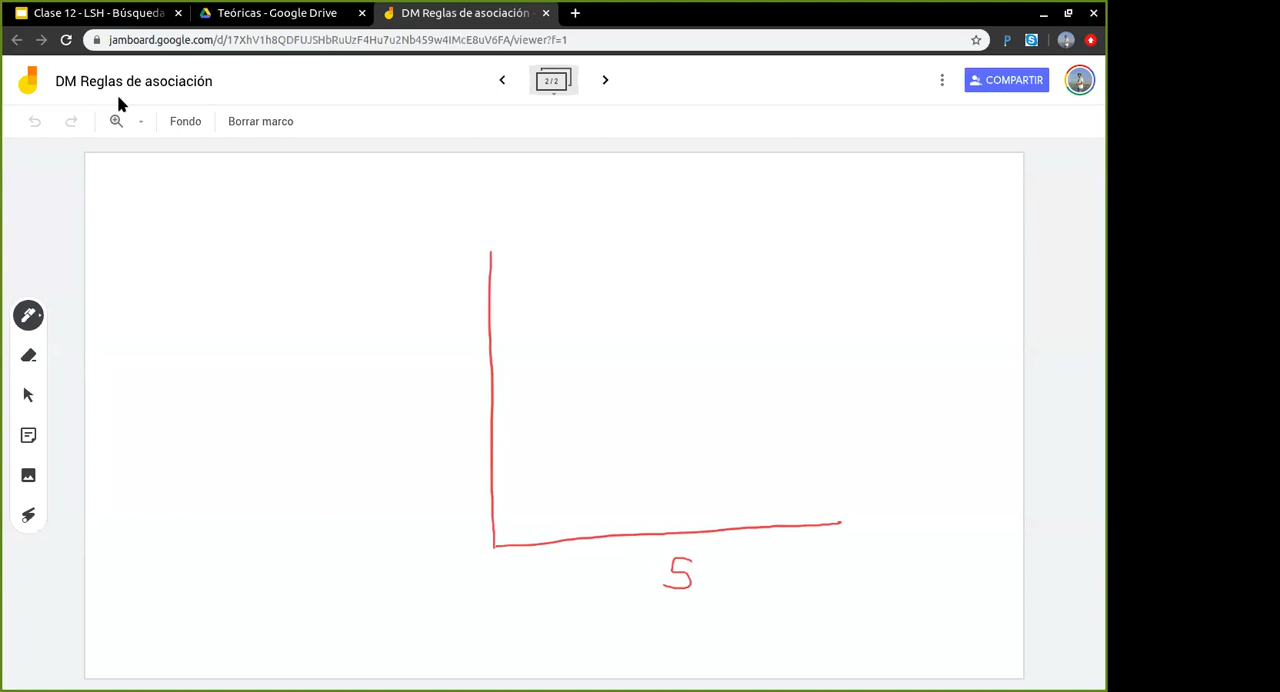 Clase 12 - LSH - Búsqueda
Teóricas - Google Drive
DM Reglas de asociación
jamboard.google.com/d/17XhV1h8QDFUJSHbRuUzF4Hu7u2Nb459w4IMcE8uV6FA/viewer?f=1
DM Reglas de asociación
2/2
COMPARTIR
Fondo
Borrar marco
5